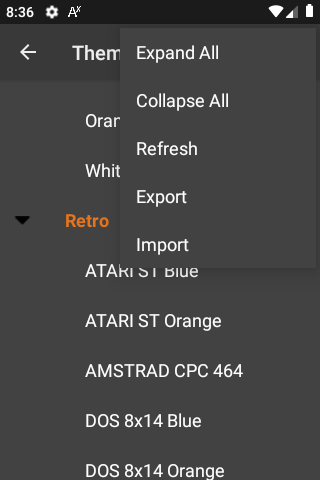 8:36
Them
Expand All
Collapse All
Refresh
Export
Import
Oran
Whit
Retro
ATARI ST Blue
ATARI ST Orange
AMSTRAD CPC 464
DOS 8x14 Blue
DOS 8x14 Orange